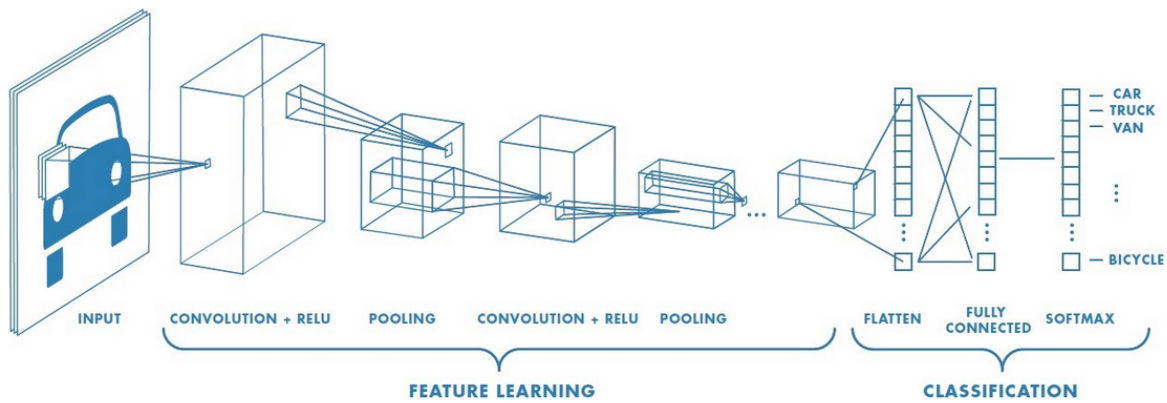 CAR
TRUCK
VAN
BICYCLE
INPUT
CONVOLUTION + RELU
POOLING
CONVOLUTION + RELU
POOLING
FLATTEN
FULLY
CONNECTED
SOFTMAX
FEATURE LEARNING
CLASSIFICATION